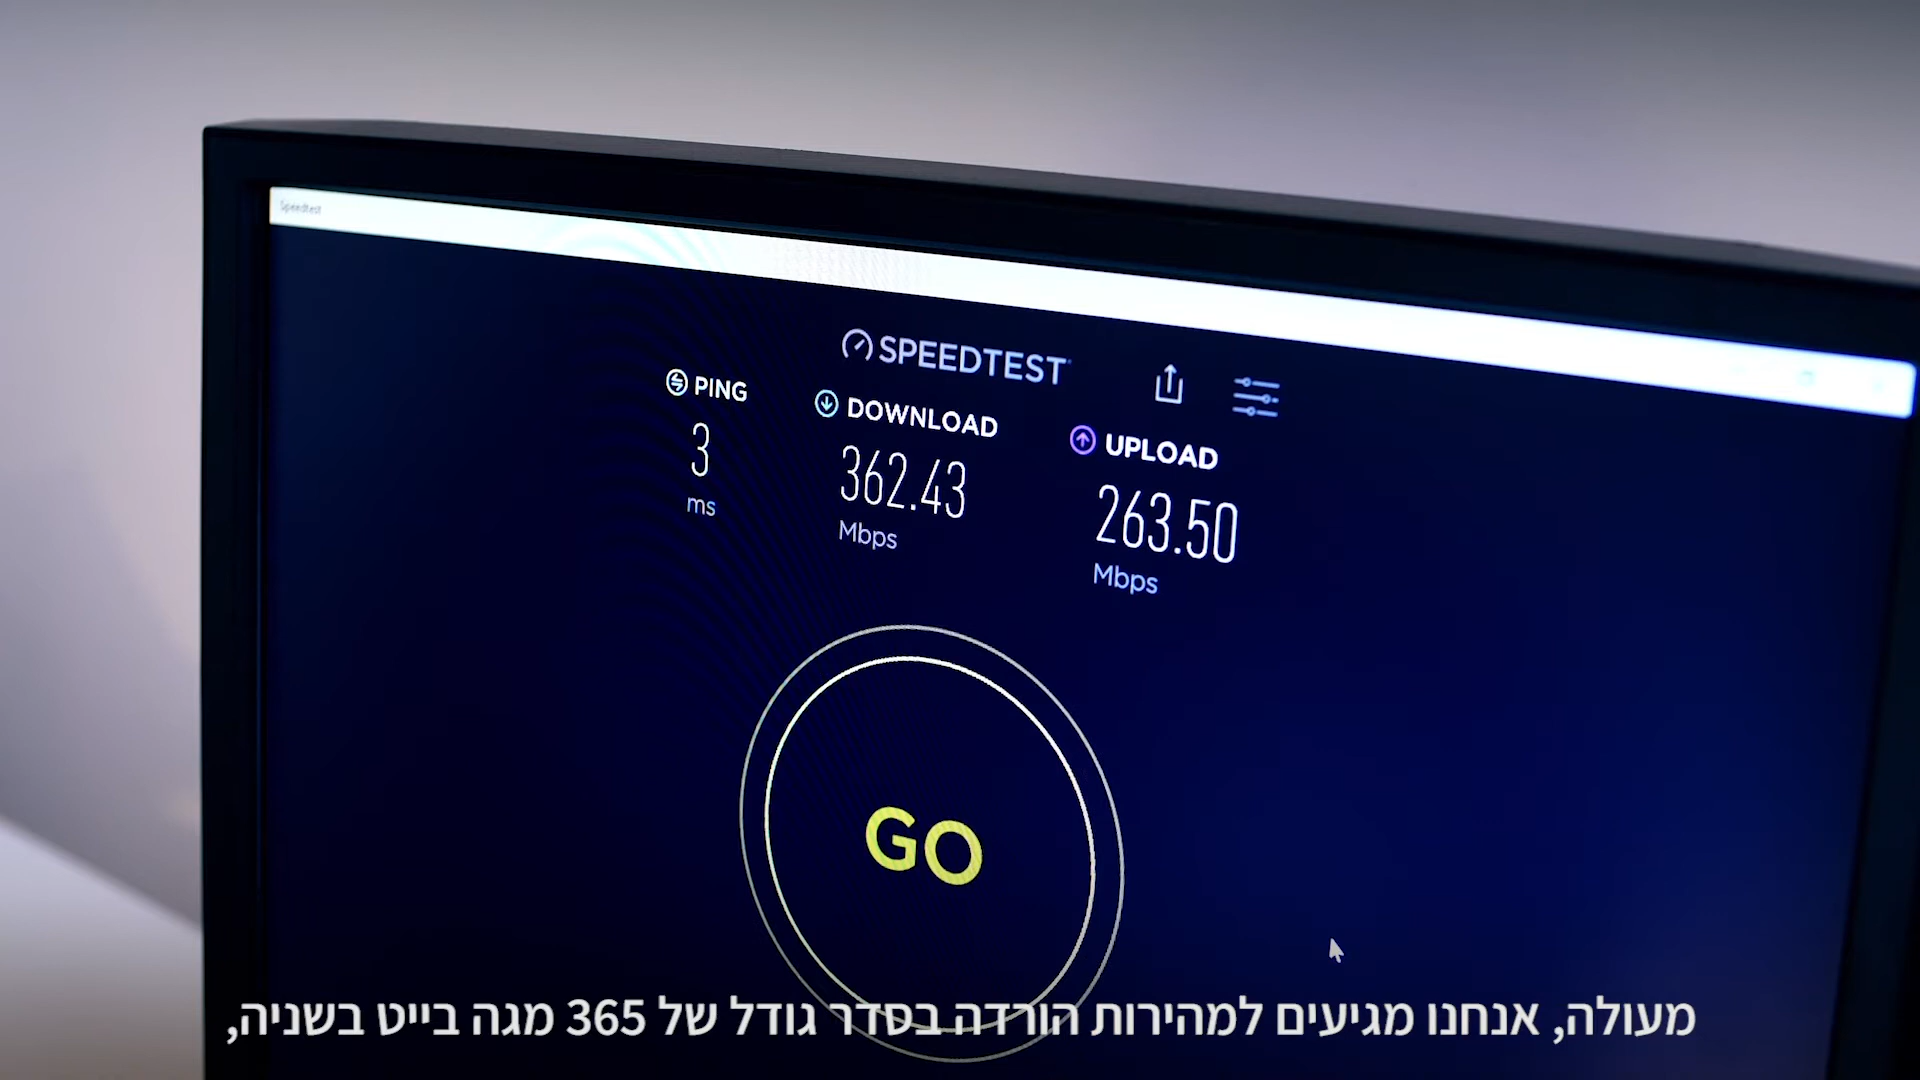 Speedtest
SPEEDTEST
PING
DOWNLOAD
UPLOAD
3
362.43
263.50
ms
Mbps
Mbps
GO
מעולה, אנחנו מגיעים למהירות הורדה בסדר גודל של 365 מגה בייט בשניה,